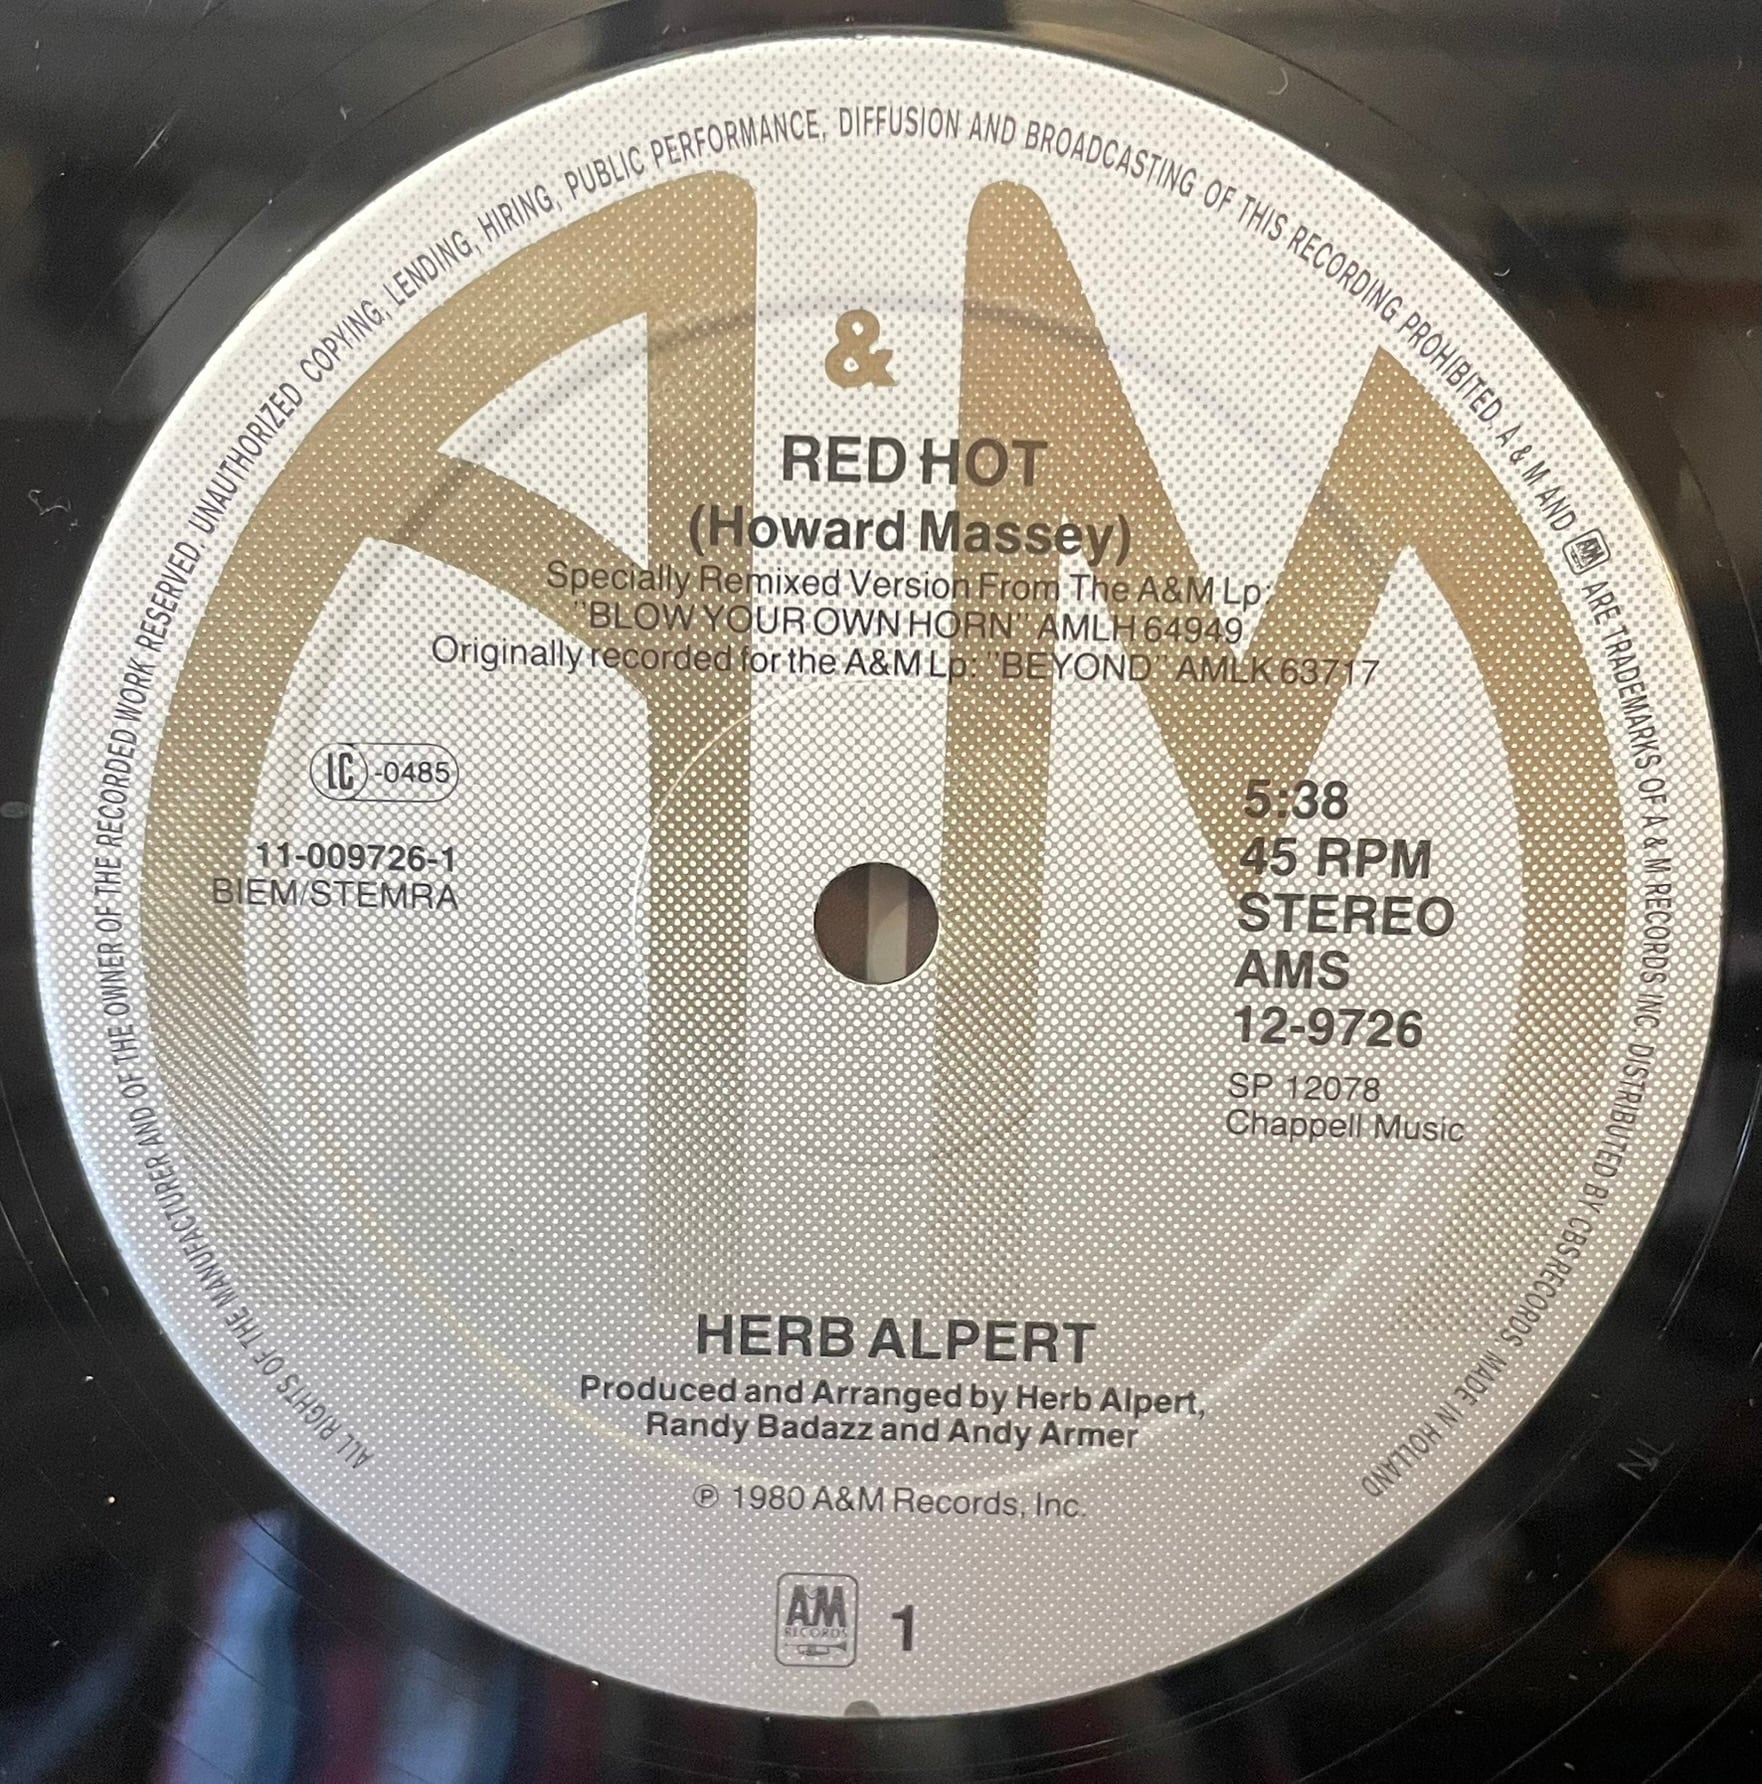 ALL RIGHTS OF THE MANUFACTURER AND OF THE OWNER OF THE RECORDED WORK RESERVED. UNAUTHORIZED COPYING, LENDING, HIRING, PUBLIC PERFORMANCE, DIFFUSION AND BROADCASTING OF THIS RECORDING PROHIBITED. A & M AND AM ARE TRADEMARKS OF A & M RECORDS INC. DISTRIBUTED BY CBS RECORDS. MADE IN HOLLAND
A & M
RED HOT
(Howard Massey)
Specially Remixed Version From The A&M Lp:
"BLOW YOUR OWN HORN" AMLH 64949
Originally recorded for the A&M Lp: "BEYOND" AMLK 63717
LC-0485
11-009726-1
BIEM/STEMRA
5:38
45 RPM
STEREO
AMS
12-9726
SP 12078
Chappell Music
HERB ALPERT
Produced and Arranged by Herb Alpert,
Randy Badazz and Andy Armer
℗ 1980 A&M Records, Inc.
AM
RECORDS
1